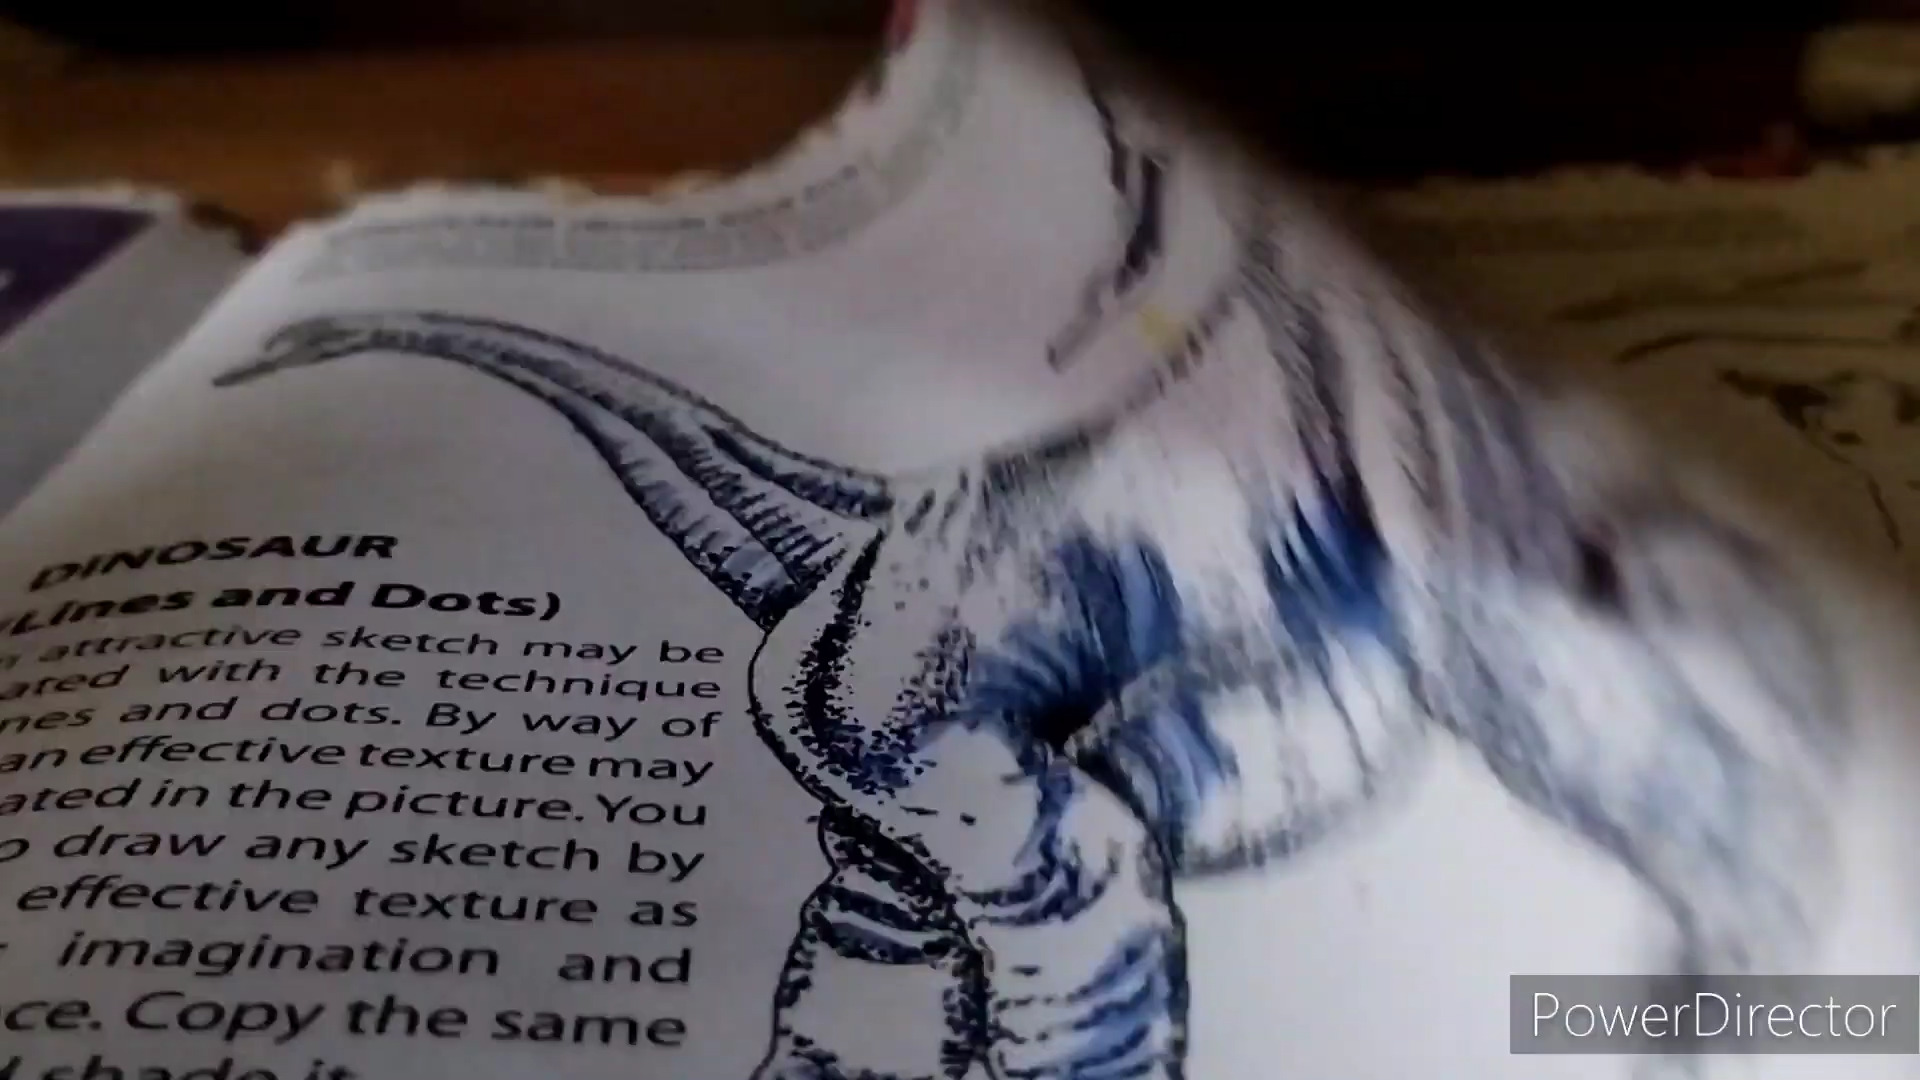 DINOSAUR
(Lines and Dots)
attractive sketch may be
ated with the technique
nes and dots. By way of
an effective texture may
ated in the picture. You
o draw any sketch by
effective texture as
imagination and
ce. Copy the same
shade it.
PowerDirector